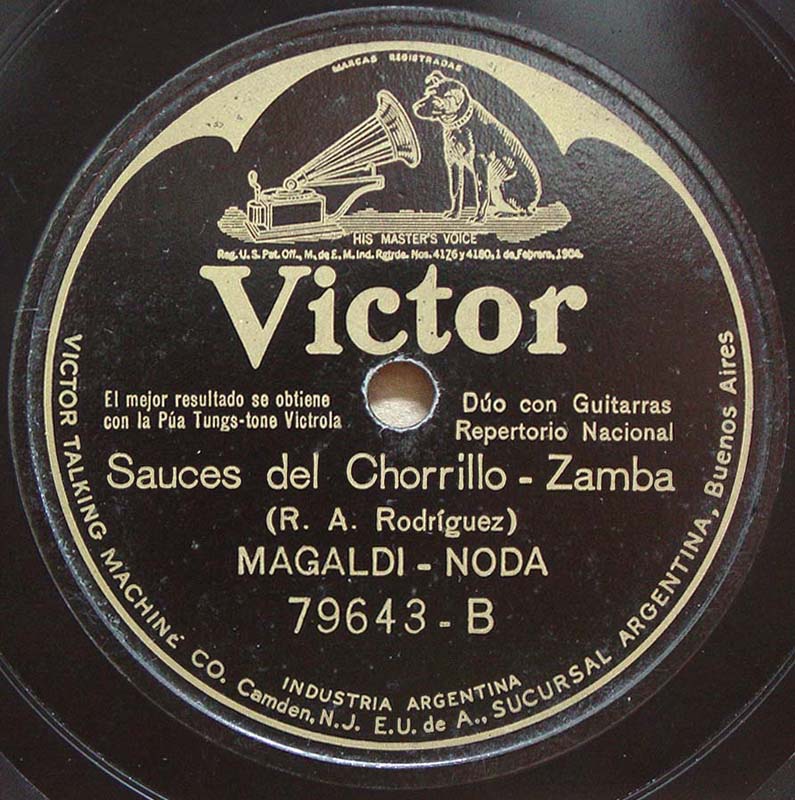 MARCAS REGISTRADAS
HIS MASTER'S VOICE
Reg. U. S. Pat. Off., M. de E. M. Ind. Rgtrde. Nos. 4176 y 4180, 1 de Febrero, 1904.
Victor
El mejor resultado se obtiene
con la Púa Tungs-tone Victrola
Dúo con Guitarras
Repertorio Nacional
Sauces del Chorrillo - Zamba
(R. A. Rodríguez)
MAGALDI - NODA
79643 - B
INDUSTRIA ARGENTINA
VICTOR TALKING MACHINE CO. Camden, N.J. E.U. de A., SUCURSAL ARGENTINA, Buenos Aires